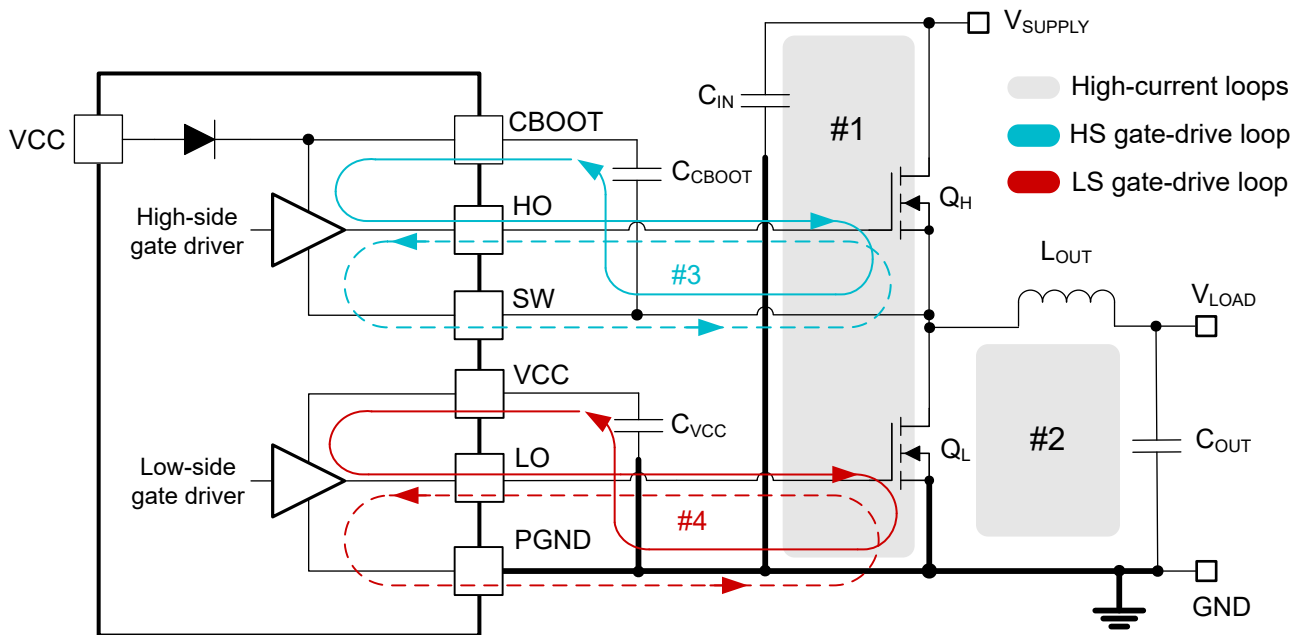 VSUPPLY
High-current loops
HS gate-drive loop
LS gate-drive loop
CIN
#1
VCC
CBOOT
CCBOOT
High-side
gate driver
HO
QH
#3
SW
LOUT
VLOAD
VCC
CVCC
Low-side
gate driver
LO
QL
#2
COUT
#4
PGND
GND